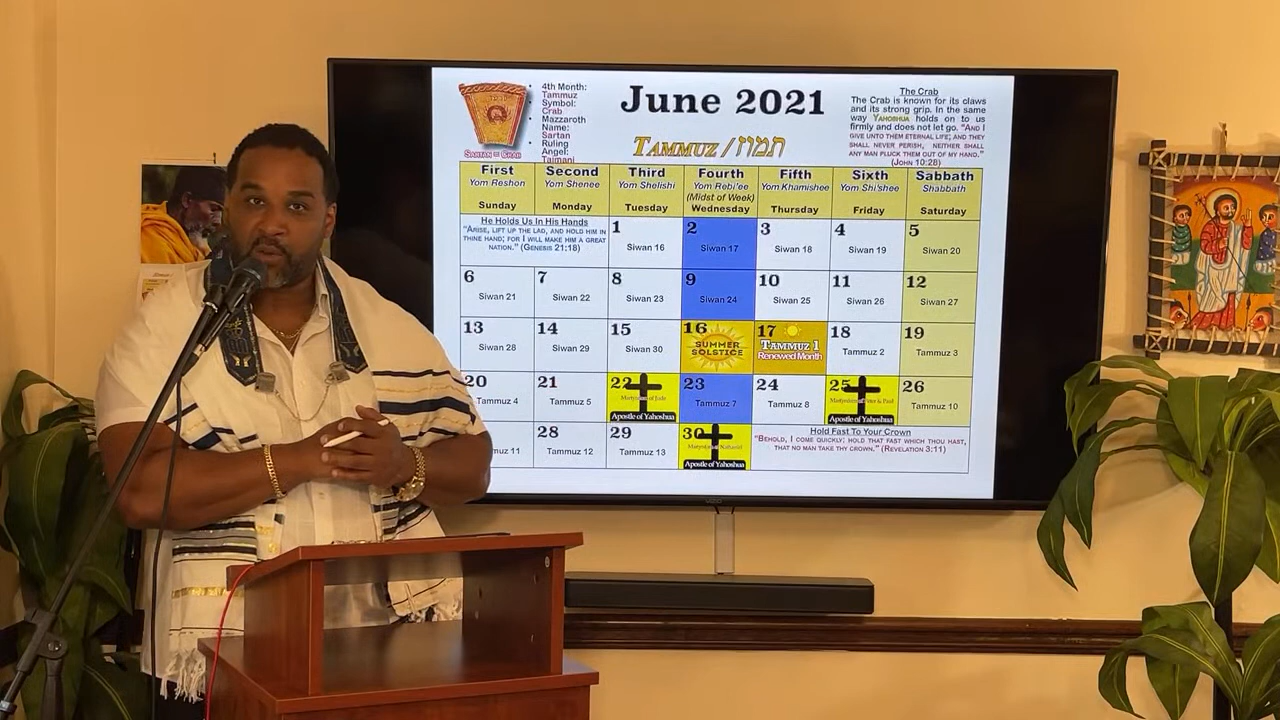 4th Month:
Tammuz
Symbol:
Crab
Mazzaroth
Name:
Sartan
Ruling
Angel:
Taimani
Sartan = Crab
June 2021
Tammuz / תמוז
The Crab
The Crab is known for its claws
and its strong grip. In the same
way Yahoshua holds on to us
firmly and does not let go. "And I
give unto them eternal life; and they
shall never perish, neither shall
any man pluck them out of my hand."
(John 10:28)
First Second Third Fourth Fifth Sixth Sabbath
Yom Reshon Yom Shenee Yom Shelishi Yom Rebi'ee Yom Khamishee Yom Shi'shee Shabbath
(Midst of Week)
Sunday Monday Tuesday Wednesday Thursday Friday Saturday
He Holds Us In His Hands
"Arise, lift up the lad, and hold him in
thine hand; for I will make him a great
nation." (Genesis 21:18)
1 2 3 4 5
Siwan 16 Siwan 17 Siwan 18 Siwan 19 Siwan 20
6 7 8 9 10 11 12
Siwan 21 Siwan 22 Siwan 23 Siwan 24 Siwan 25 Siwan 26 Siwan 27
13 14 15 16 17 18 19
Siwan 28 Siwan 29 Siwan 30 Summer Solstice Tammuz 1 Renewed Month Tammuz 2 Tammuz 3
20 21 22 23 24 25 26
Tammuz 4 Tammuz 5 Apostle of Yahoshua Tammuz 7 Tammuz 8 Apostle of Yahoshua Tammuz 10
28 29 30
muz 11 Tammuz 12 Tammuz 13 Apostle of Yahoshua
Hold Fast To Your Crown
"Behold, I come quickly: hold that fast which thou hast,
that no man take thy crown." (Revelation 3:11)
VIZIO